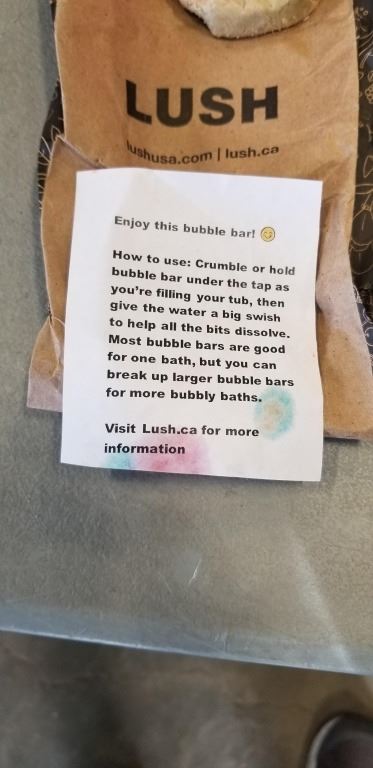 LUSH
lushusa.com | lush.ca
Enjoy this bubble bar! 😊
How to use: Crumble or hold
bubble bar under the tap as
you're filling your tub, then
give the water a big swish
to help all the bits dissolve.
Most bubble bars are good
for one bath, but you can
break up larger bubble bars
for more bubbly baths.
Visit Lush.ca for more
information